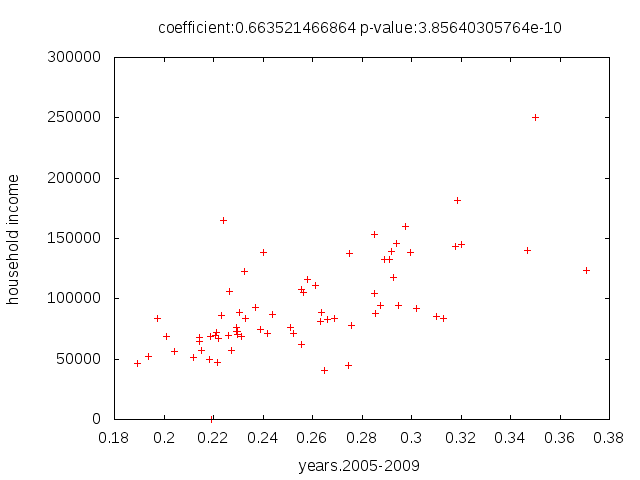 coefficient:0.663521466864 p-value:3.85640305764e-10
300000
250000
200000
150000
100000
50000
0
household income
0.18 0.2 0.22 0.24 0.26 0.28 0.3 0.32 0.34 0.36 0.38
years.2005-2009